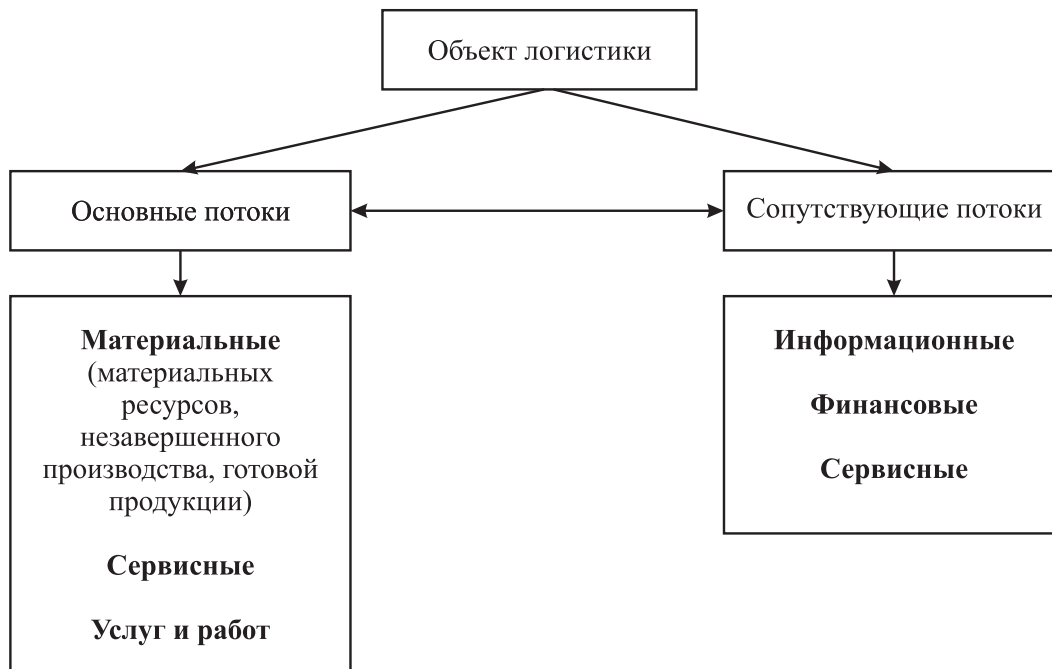 Объект логистики
Основные потоки
Сопутствующие потоки
Материальные
(материальных
ресурсов,
незавершенного
производства, готовой
продукции)
Сервисные
Услуг и работ
Информационные
Финансовые
Сервисные